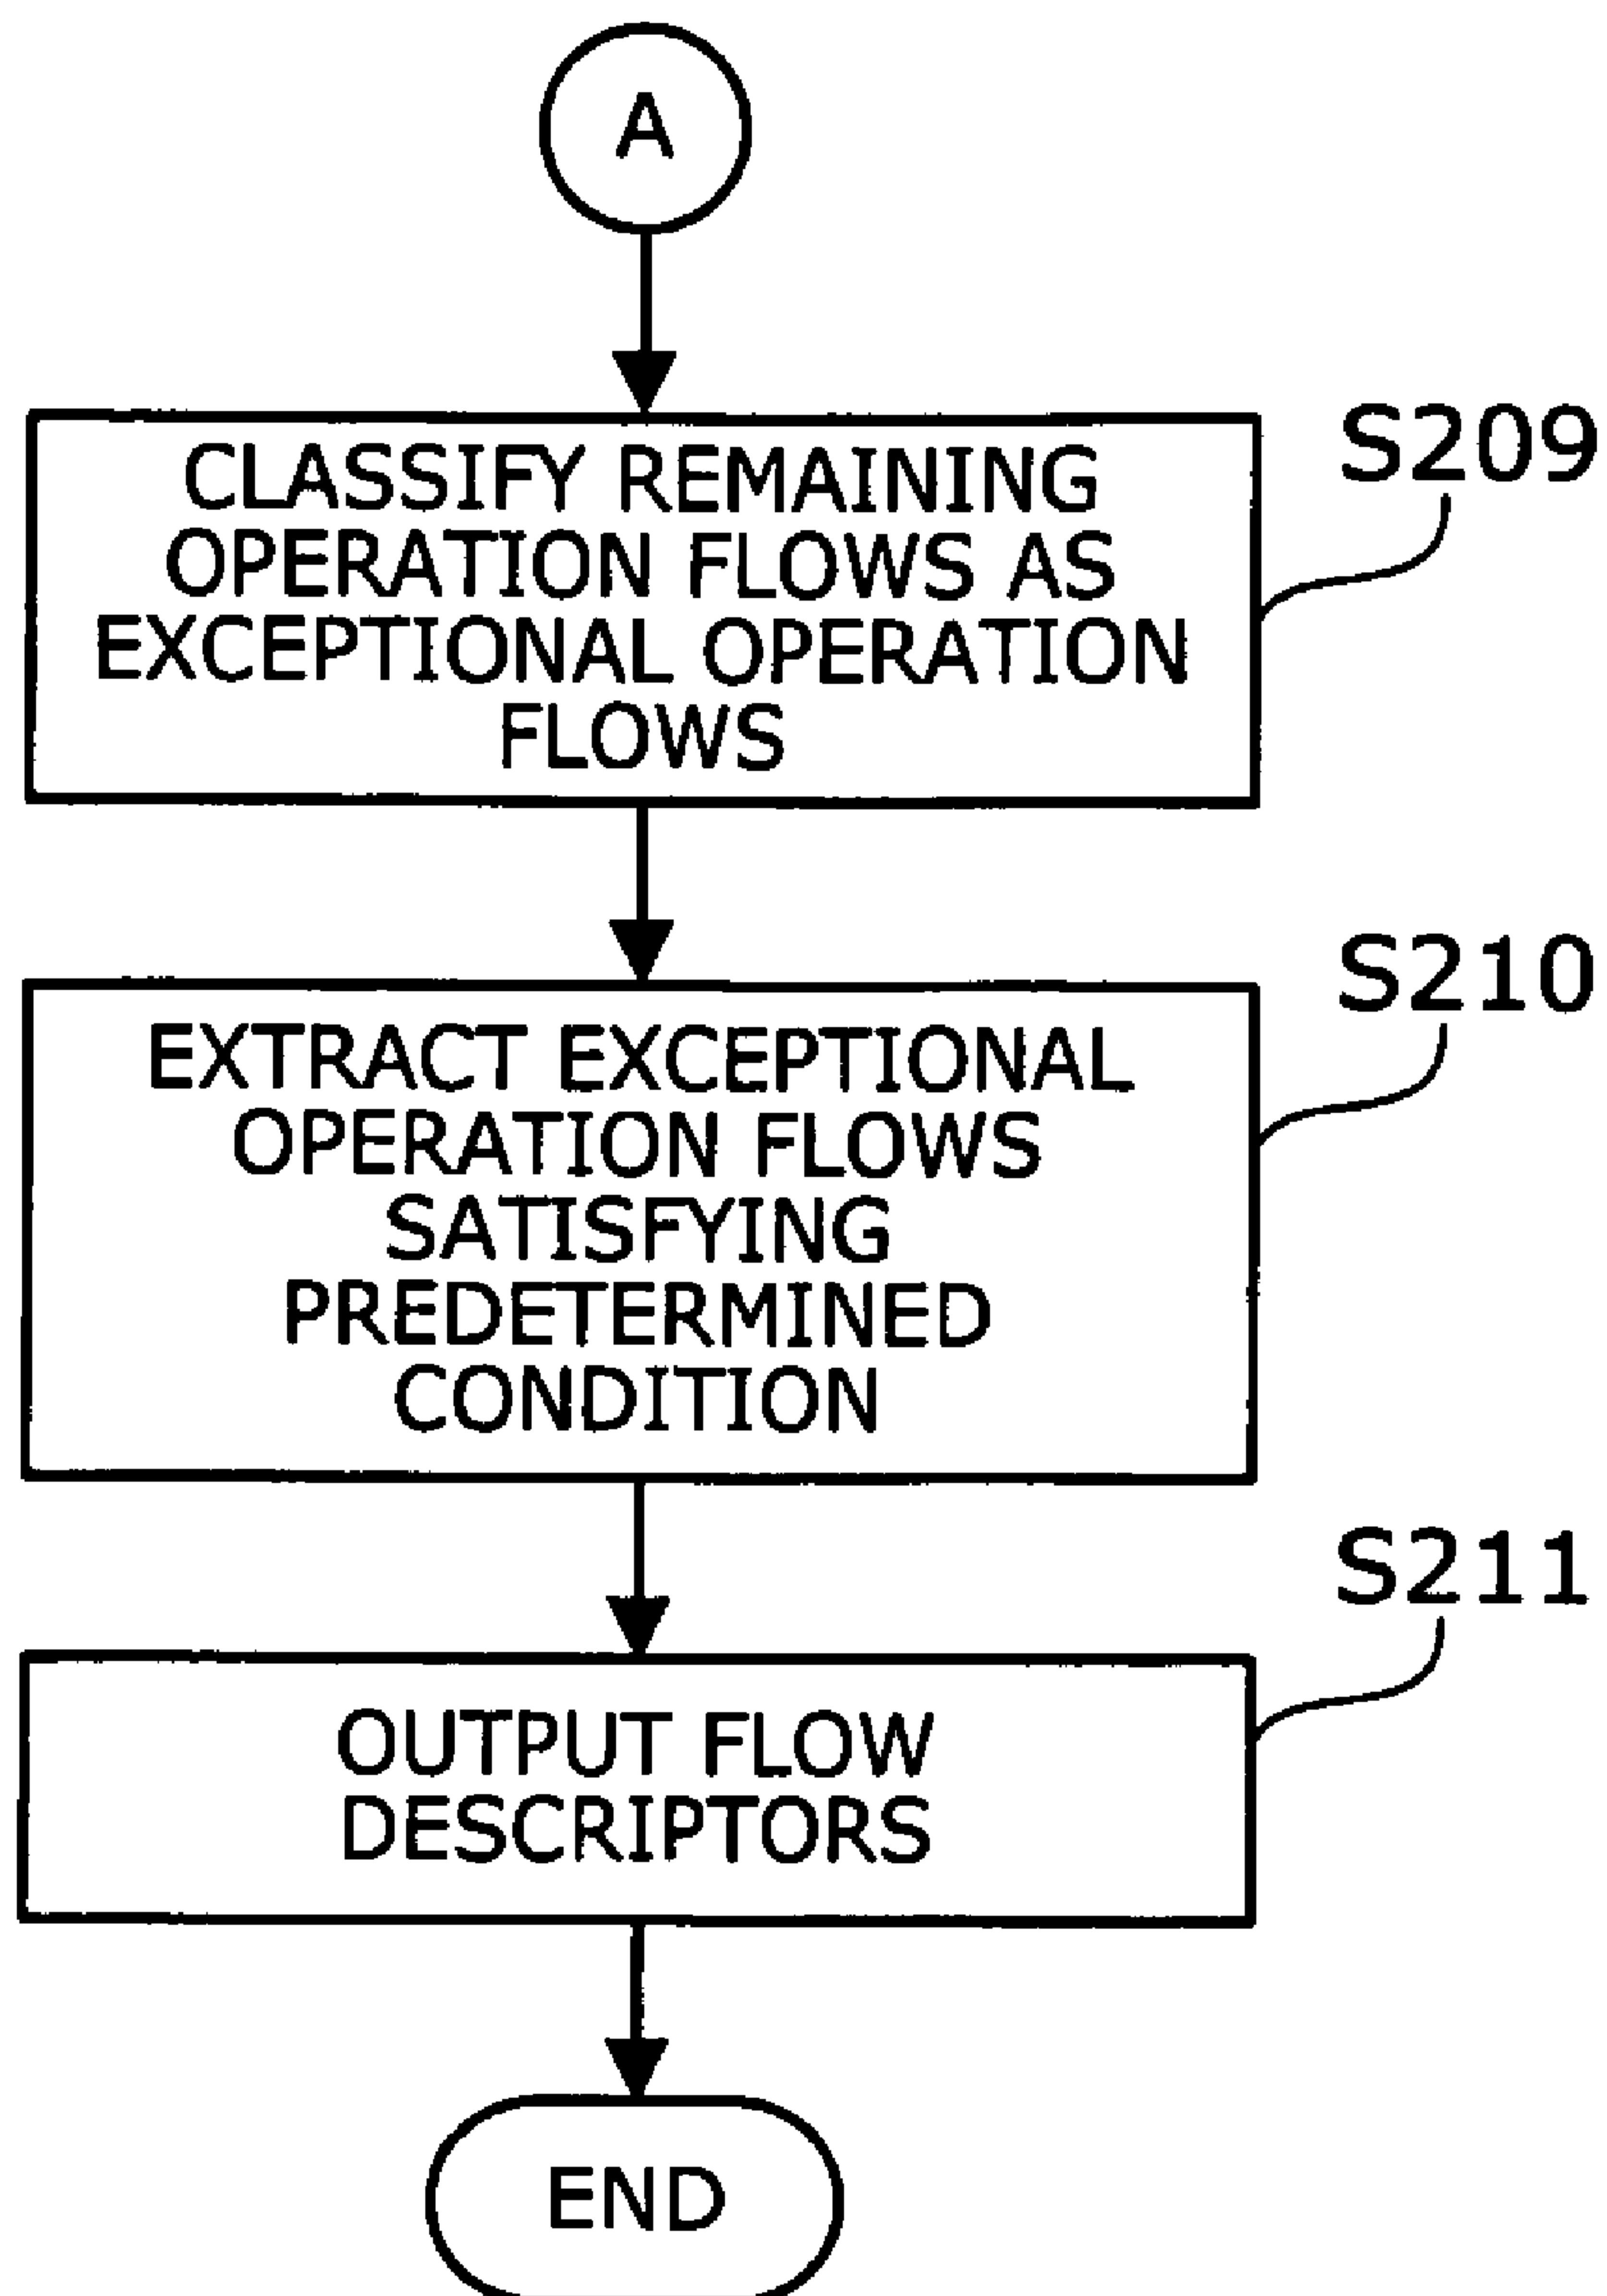 A
S209
CLASSIFY REMAINING
OPERATION FLOWS AS
EXCEPTIONAL OPERATION
FLOWS
S210
EXTRACT EXCEPTIONAL
OPERATION FLOWS
SATISFYING
PREDETERMINED
CONDITION
S211
OUTPUT FLOW
DESCRIPTORS
END